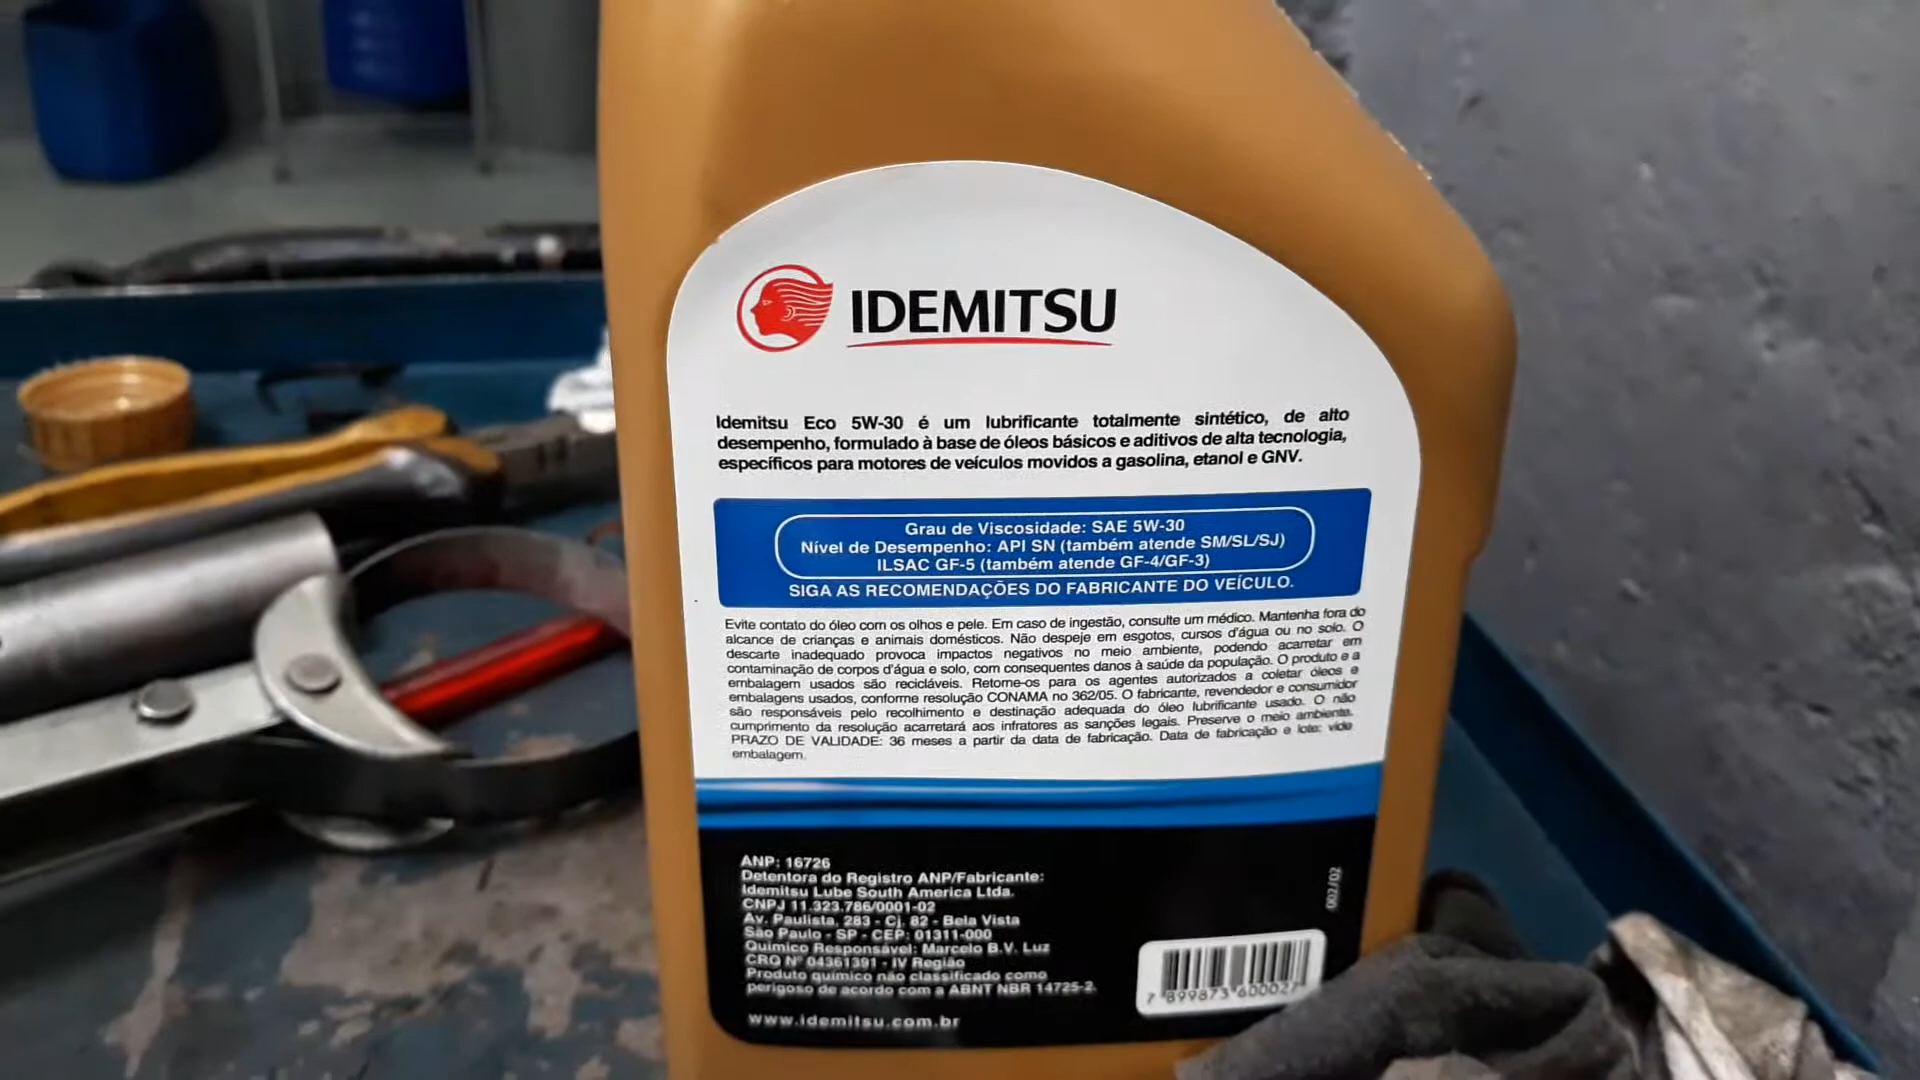 IDEMITSU
Idemitsu Eco 5W-30 é um lubrificante totalmente sintético, de alto
desempenho, formulado à base de óleos básicos e aditivos de alta tecnologia,
específicos para motores de veículos movidos a gasolina, etanol e GNV.
Grau de Viscosidade: SAE 5W-30
Nível de Desempenho: API SN (também atende SM/SL/SJ)
ILSAC GF-5 (também atende GF-4/GF-3)
SIGA AS RECOMENDAÇÕES DO FABRICANTE DO VEÍCULO.
Evite contato do óleo com os olhos e pele. Em caso de ingestão, consulte um médico. Mantenha fora do
alcance de crianças e animais domésticos. Não despeje em esgotos, cursos d'água ou no solo. O
descarte inadequado provoca impactos negativos no meio ambiente, podendo acarretar em
contaminação de corpos d'água e solo, com consequentes danos à saúde da população. O produto e a
embalagem usados são recicláveis. Retorne-os para os agentes autorizados a coletar óleos e
embalagens usados, conforme resolução CONAMA no 362/05. O fabricante, revendedor e consumidor
são responsáveis pelo recolhimento e destinação adequada do óleo lubrificante usado. O não
cumprimento da resolução acarretará aos infratores as sanções legais. Preserve o meio ambiente.
PRAZO DE VALIDADE: 36 meses a partir da data de fabricação. Data de fabricação e lote: vide
embalagem.
ANP: 16726
Detentora do Registro ANP/Fabricante:
Idemitsu Lube South America Ltda.
CNPJ 11.323.786/0001-02
Av. Paulista, 283 - Cj. 82 - Bela Vista
São Paulo - SP - CEP: 01311-000
Químico Responsável: Marcelo B.V. Luz
CRQ Nº 04361391 - IV Região
Produto químico não classificado como
perigoso de acordo com a ABNT NBR 14725-2.
www.idemitsu.com.br
002/02
7 899873 600027